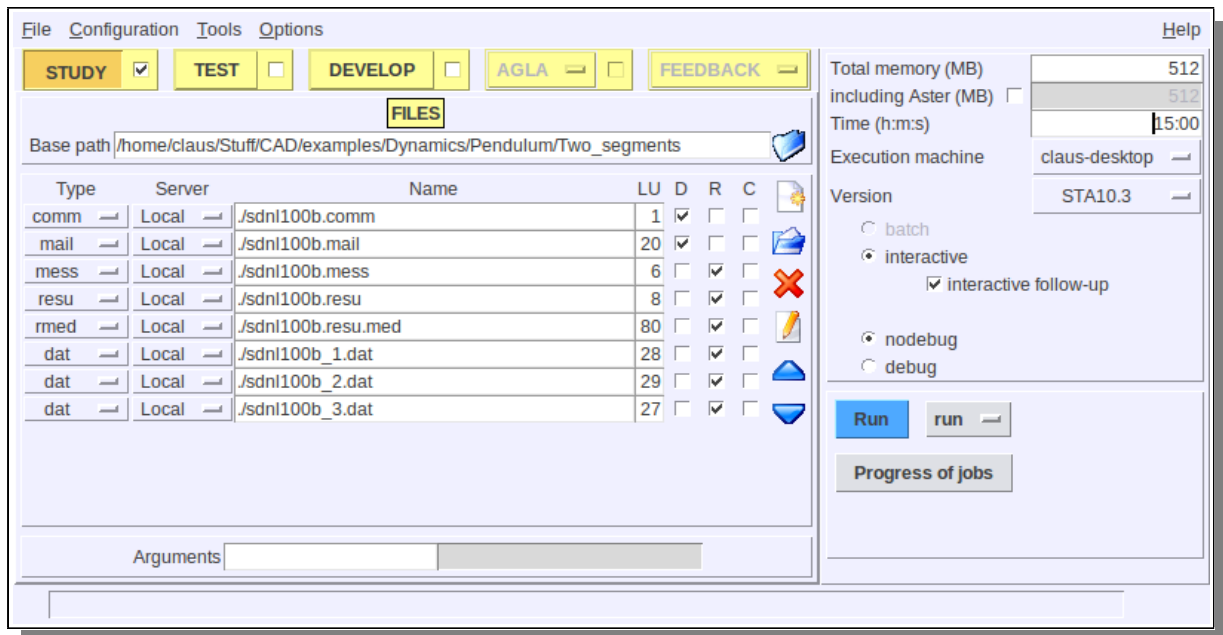 File Configuration Tools Options Help
STUDY TEST DEVELOP AGLA FEEDBACK
FILES
Base path /home/claus/Stuff/CAD/examples/Dynamics/Pendulum/Two_segments
Type Server Name LU D R C
comm Local ./sdnl100b.comm 1
mail Local ./sdnl100b.mail 20
mess Local ./sdnl100b.mess 6
resu Local ./sdnl100b.resu 8
rmed Local ./sdnl100b.resu.med 80
dat Local ./sdnl100b_1.dat 28
dat Local ./sdnl100b_2.dat 29
dat Local ./sdnl100b_3.dat 27
Arguments
Total memory (MB) 512
including Aster (MB) 512
Time (h:m:s) 15:00
Execution machine claus-desktop
Version STA10.3
batch
interactive
interactive follow-up
nodebug
debug
Run run
Progress of jobs